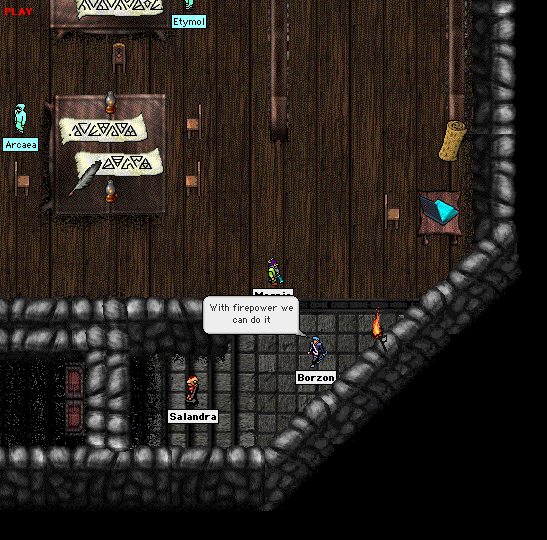 PLAY
Etymol
Arcaea
With firepower we
can do it
Borzon
Salandra